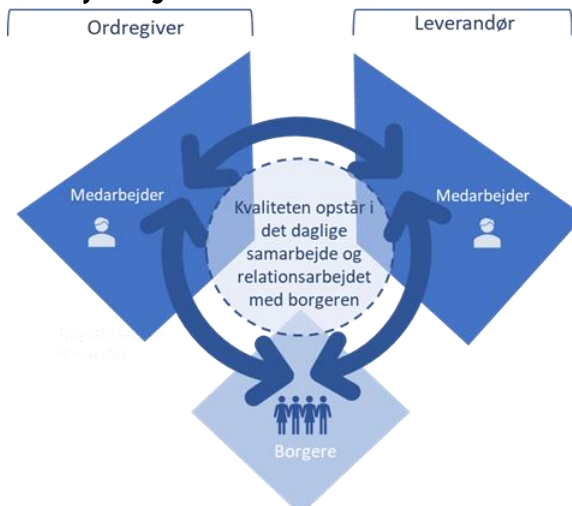 Ordregiver
Leverandør
Medarbejder
Medarbejder
Kvaliteten opstår i
det daglige
samarbejde og
relationsarbejdet
med borgeren
Borgere